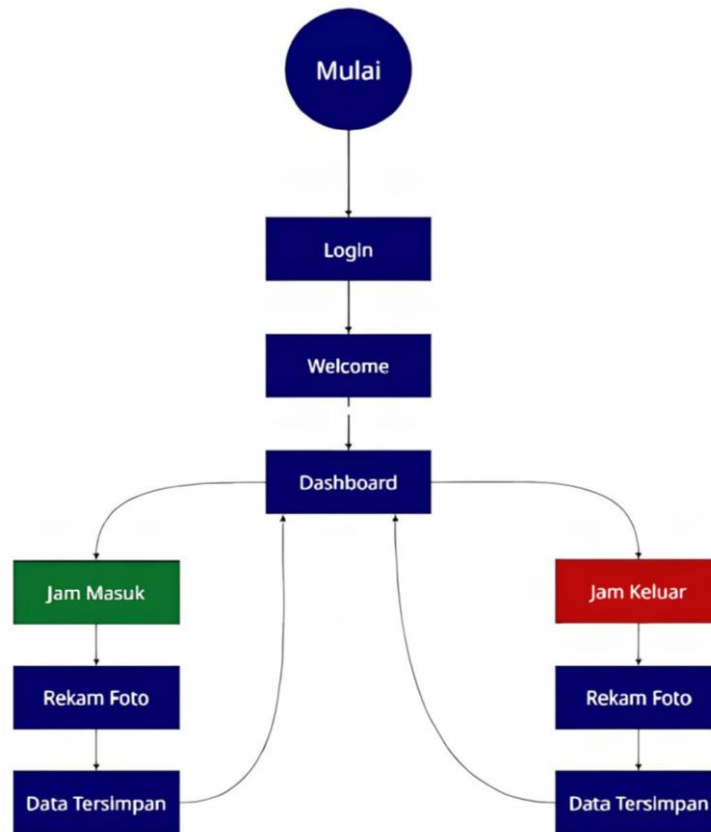 Mulai
Login
Welcome
Dashboard
Jam Masuk
Jam Keluar
Rekam Foto
Rekam Foto
Data Tersimpan
Data Tersimpan